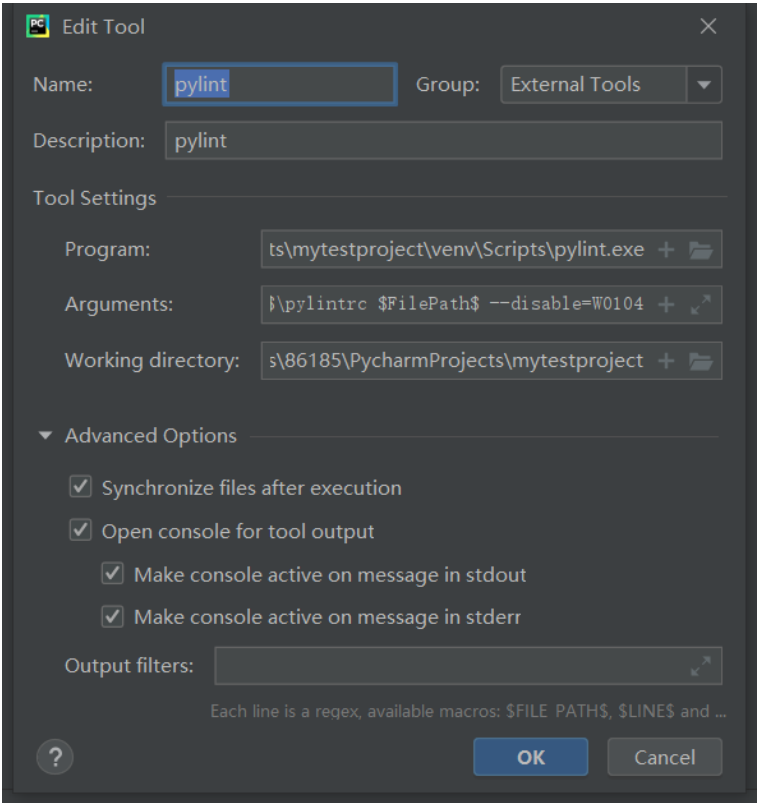 PC Edit Tool
Name: pylint Group: External Tools
Description: pylint
Tool Settings
Program: ts\mytestproject\venv\Scripts\pylint.exe
Arguments: $\pylintrc $FilePath$ --disable=W0104
Working directory: s\86185\PycharmProjects\mytestproject
Advanced Options
Synchronize files after execution
Open console for tool output
Make console active on message in stdout
Make console active on message in stderr
Output filters:
Each line is a regex, available macros: $FILE_PATH$, $LINE$ and ...
? OK Cancel